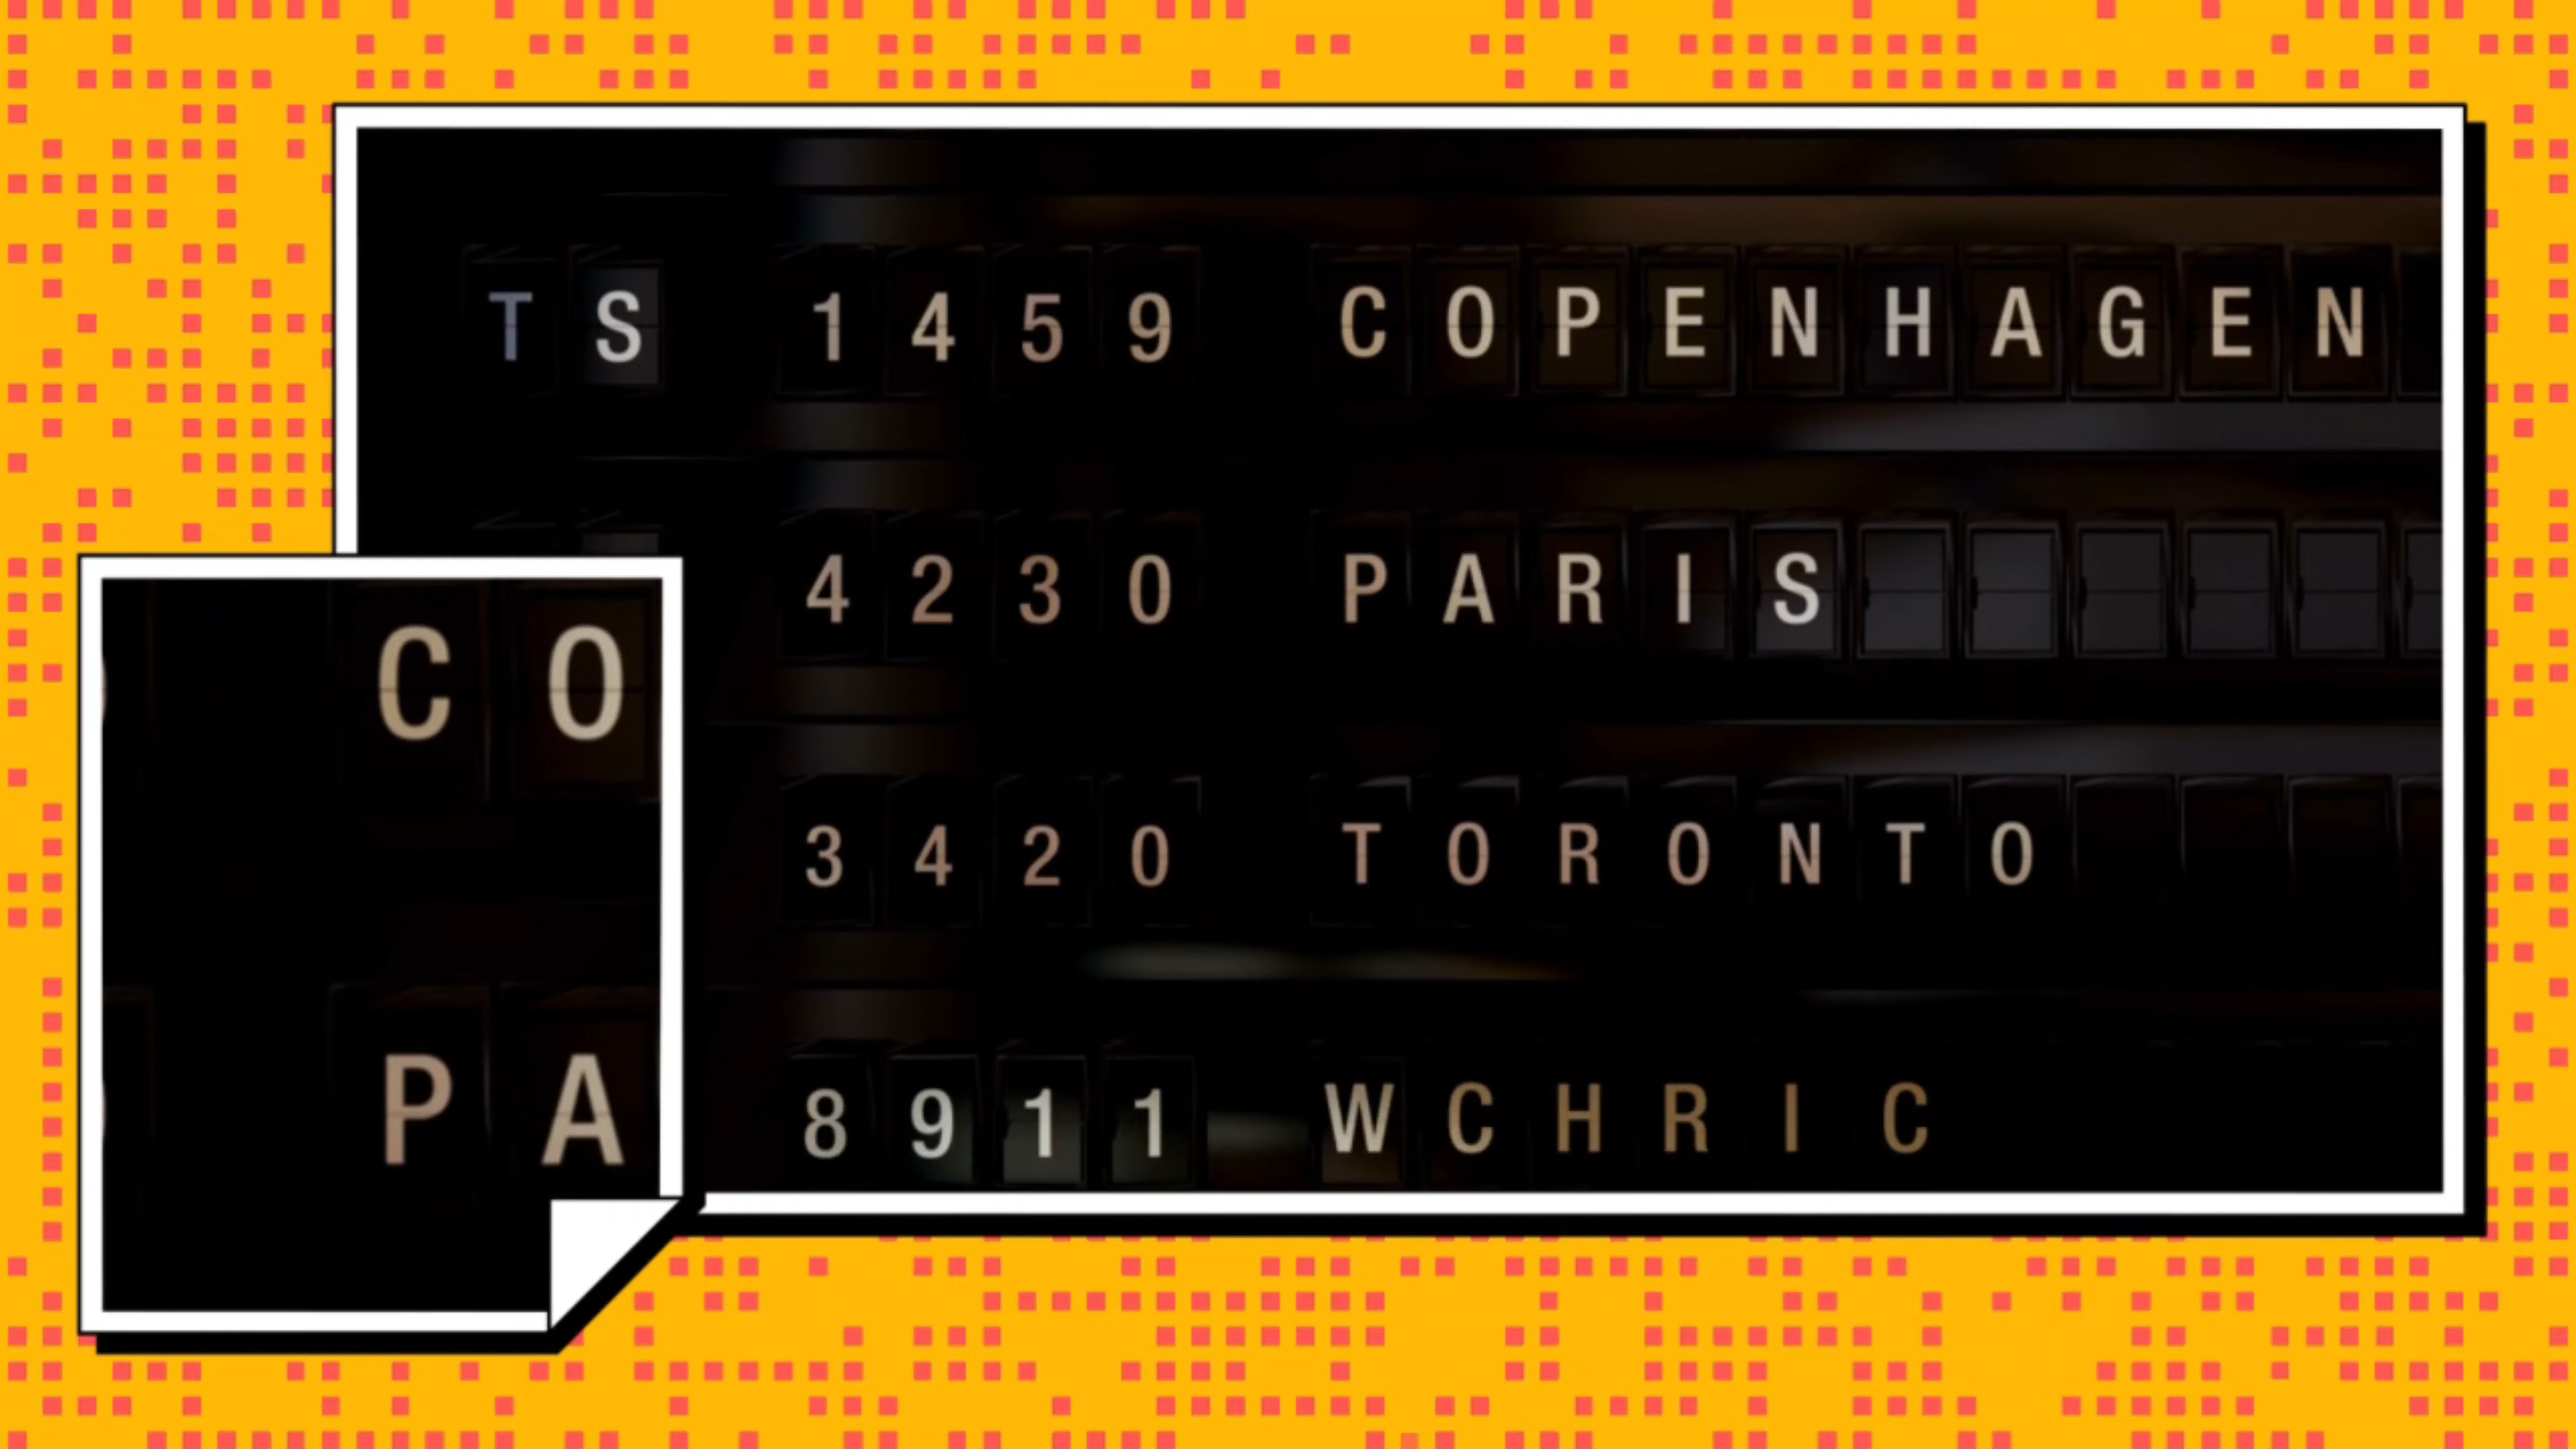 TS 1459 COPENHAGEN
4230 PARIS
3420 TORONTO
8911 WCHRIC
CO
PA